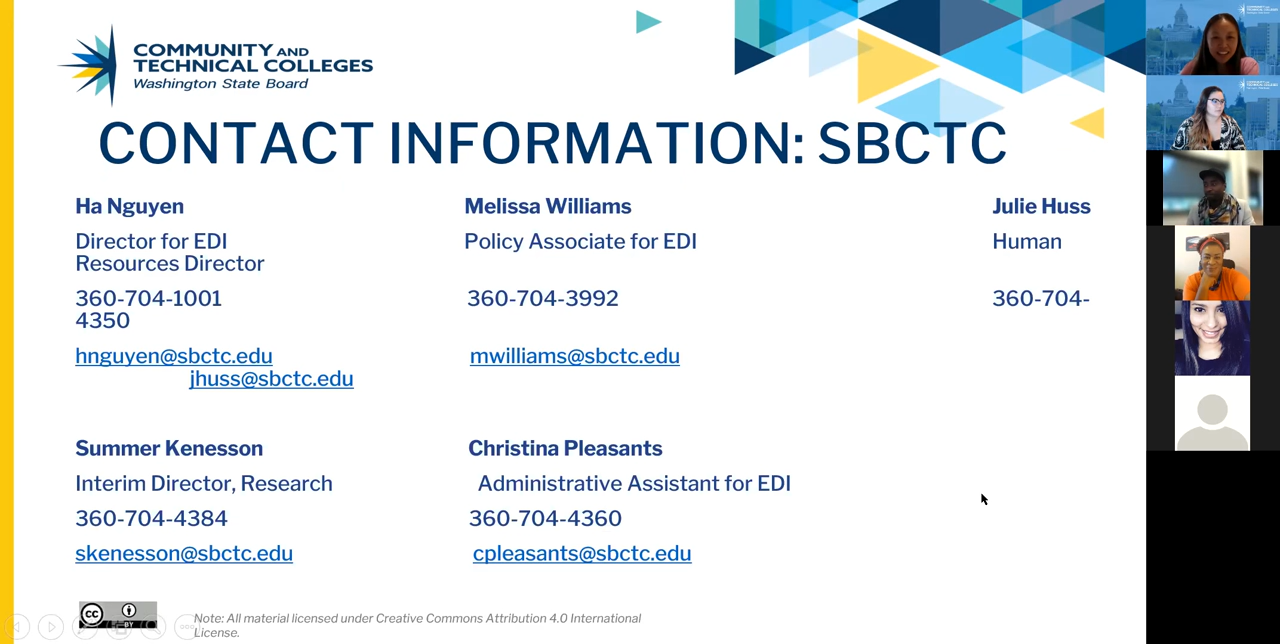 COMMUNITY AND
TECHNICAL COLLEGES
Washington State Board
CONTACT INFORMATION: SBCTC
Ha Nguyen Melissa Williams Julie Huss
Director for EDI Policy Associate for EDI Human
Resources Director
360-704-1001 360-704-3992 360-704-
4350
hnguyen@sbctc.edu mwilliams@sbctc.edu
jhuss@sbctc.edu
Summer Kenesson Christina Pleasants
Interim Director, Research Administrative Assistant for EDI
360-704-4384 360-704-4360
skenesson@sbctc.edu cpleasants@sbctc.edu
cc
BY
Note: All material licensed under Creative Commons Attribution 4.0 International
License.